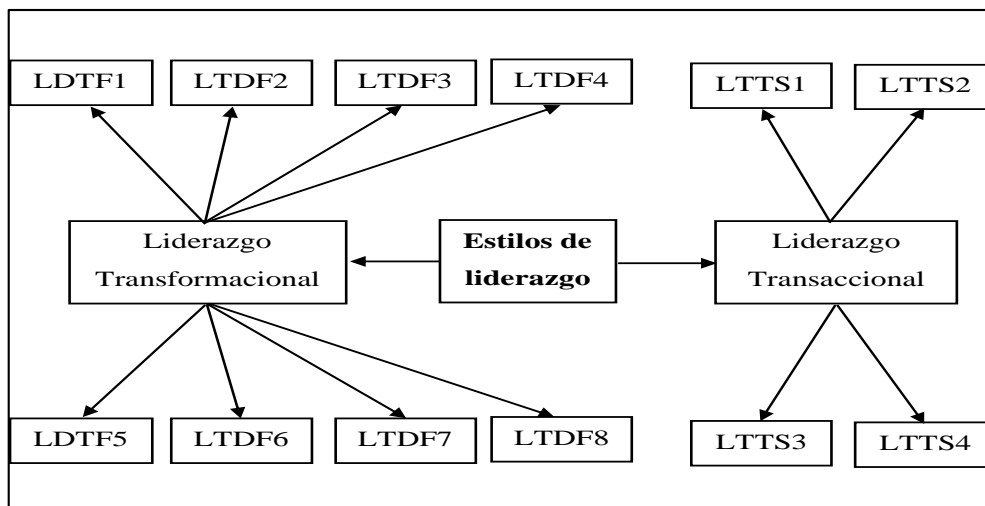 LDTF1
LTDF2
LTDF3
LTDF4
LTTS1
LTTS2
Liderazgo
Transformacional
Estilos de
liderazgo
Liderazgo
Transaccional
LDTF5
LTDF6
LTDF7
LTDF8
LTTS3
LTTS4